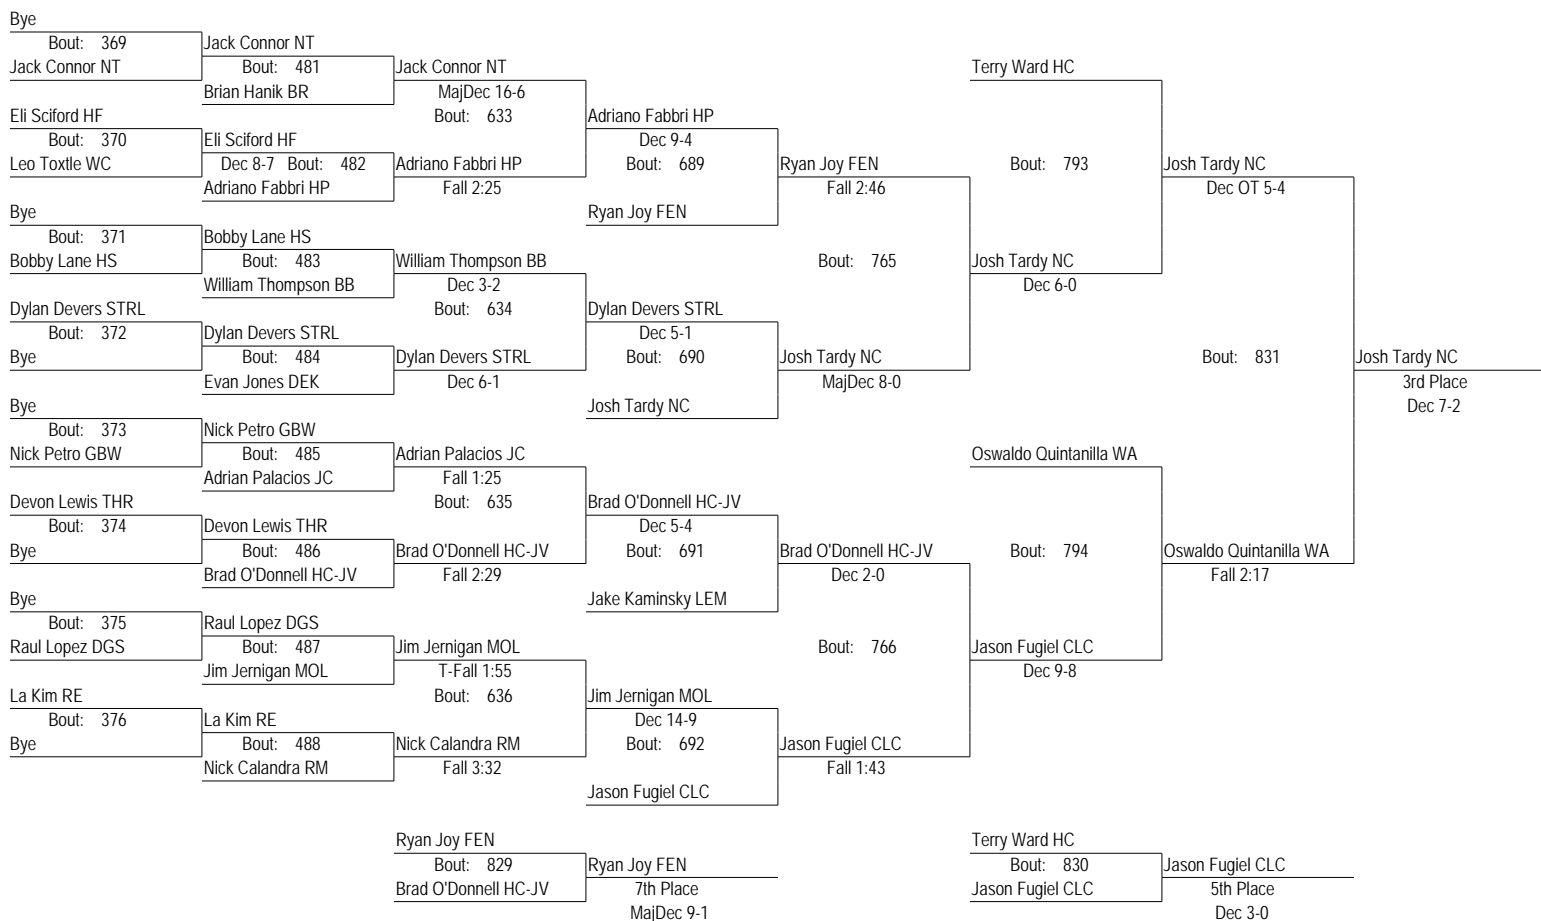 Bye
Bout: 369 Jack Connor NT
Jack Connor NT Bout: 481 Jack Connor NT Terry Ward HC
Brian Hanik BR MajDec 16-6
Eli Sciford HF Bout: 633 Adriano Fabbri HP
Bout: 370 Eli Sciford HF Dec 9-4
Leo Toxtle WC Dec 8-7 Bout: 482 Adriano Fabbri HP Bout: 689 Ryan Joy FEN Bout: 793 Josh Tardy NC
Adriano Fabbri HP Fall 2:25 Fall 2:46 Dec OT 5-4
Bye Ryan Joy FEN
Bout: 371 Bobby Lane HS
Bobby Lane HS Bout: 483 William Thompson BB Bout: 765 Josh Tardy NC
William Thompson BB Dec 3-2 Dec 6-0
Dylan Devers STRL Bout: 634 Dylan Devers STRL
Bout: 372 Dylan Devers STRL Dec 5-1
Bye Bout: 484 Dylan Devers STRL Bout: 690 Josh Tardy NC Bout: 831 Josh Tardy NC
Evan Jones DEK Dec 6-1 MajDec 8-0 3rd Place
Bye Josh Tardy NC Dec 7-2
Bout: 373 Nick Petro GBW
Nick Petro GBW Bout: 485 Adrian Palacios JC Oswaldo Quintanilla WA
Adrian Palacios JC Fall 1:25
Devon Lewis THR Bout: 635 Brad O'Donnell HC-JV
Bout: 374 Devon Lewis THR Dec 5-4
Bye Bout: 486 Brad O'Donnell HC-JV Bout: 691 Brad O'Donnell HC-JV Bout: 794 Oswaldo Quintanilla WA
Brad O'Donnell HC-JV Fall 2:29 Dec 2-0 Fall 2:17
Bye Jake Kaminsky LEM
Bout: 375 Raul Lopez DGS
Raul Lopez DGS Bout: 487 Jim Jernigan MOL Bout: 766 Jason Fugiel CLC
Jim Jernigan MOL T-Fall 1:55 Dec 9-8
La Kim RE Bout: 636 Jim Jernigan MOL
Bout: 376 La Kim RE Dec 14-9
Bye Bout: 488 Nick Calandra RM Bout: 692 Jason Fugiel CLC
Nick Calandra RM Fall 3:32 Fall 1:43
Jason Fugiel CLC
Ryan Joy FEN Terry Ward HC
Bout: 829 Ryan Joy FEN Bout: 830 Jason Fugiel CLC
Brad O'Donnell HC-JV 7th Place Jason Fugiel CLC 5th Place
MajDec 9-1 Dec 3-0